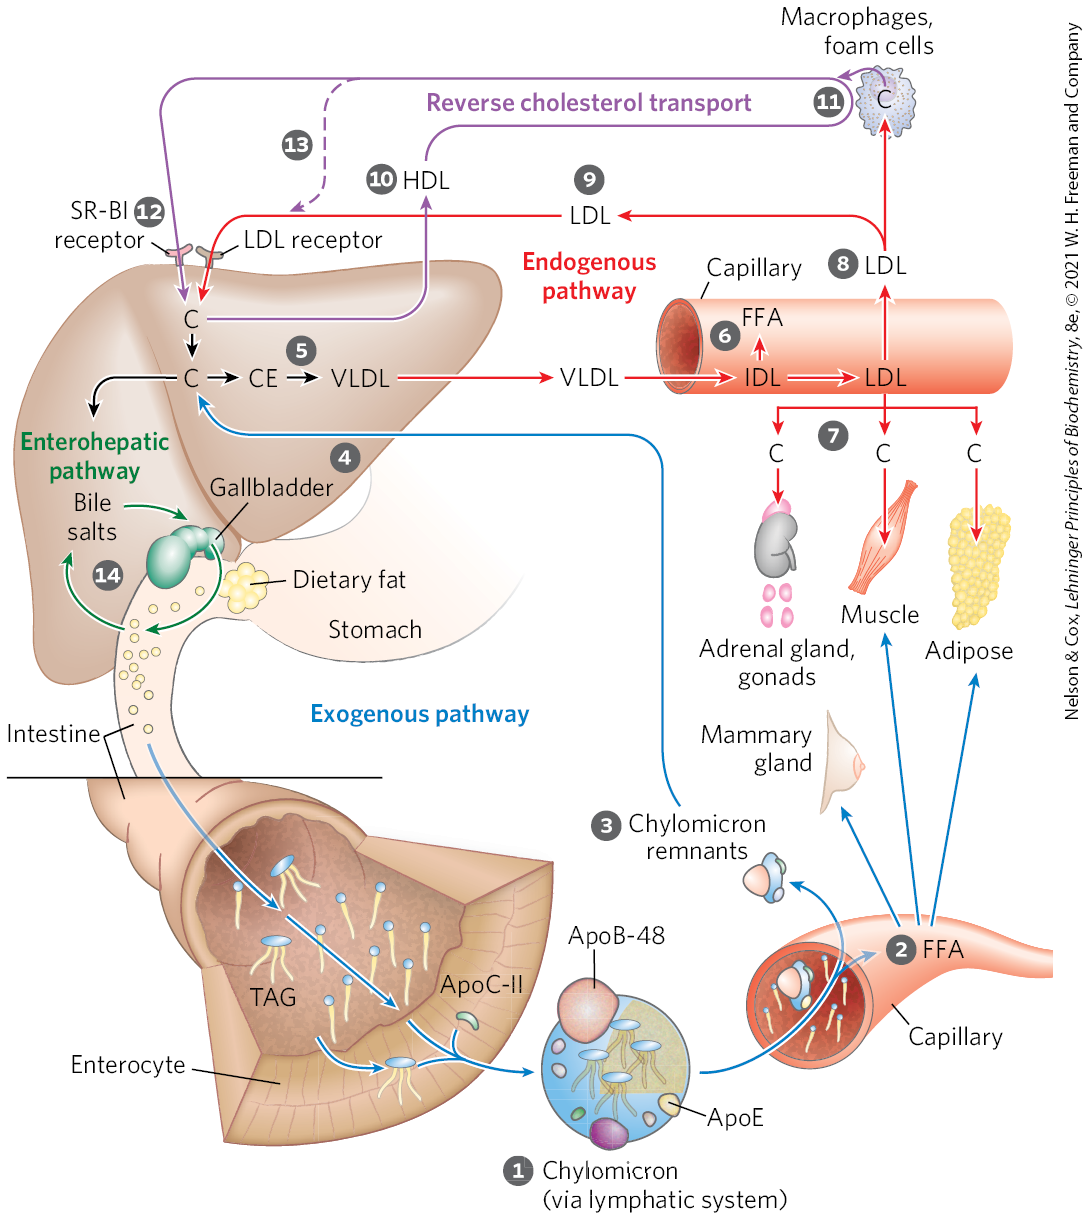 Macrophages,
foam cells
C
11
Reverse cholesterol transport
13
10 HDL
9
LDL
SR-BI 12
receptor
LDL receptor
Endogenous
pathway
Capillary
8 LDL
C
5
6
FFA
C
CE
VLDL
VLDL
IDL
LDL
Enterohepatic
pathway
4
7
C
C
C
Gallbladder
Bile
salts
14
Dietary fat
Stomach
Muscle
Adrenal gland,
gonads
Adipose
Exogenous pathway
Intestine
Mammary
gland
3 Chylomicron
remnants
ApoB-48
2 FFA
ApoC-II
TAG
Capillary
Enterocyte
ApoE
1 Chylomicron
(via lymphatic system)
Nelson & Cox, Lehninger Principles of Biochemistry, 8e, © 2021 W. H. Freeman and Company